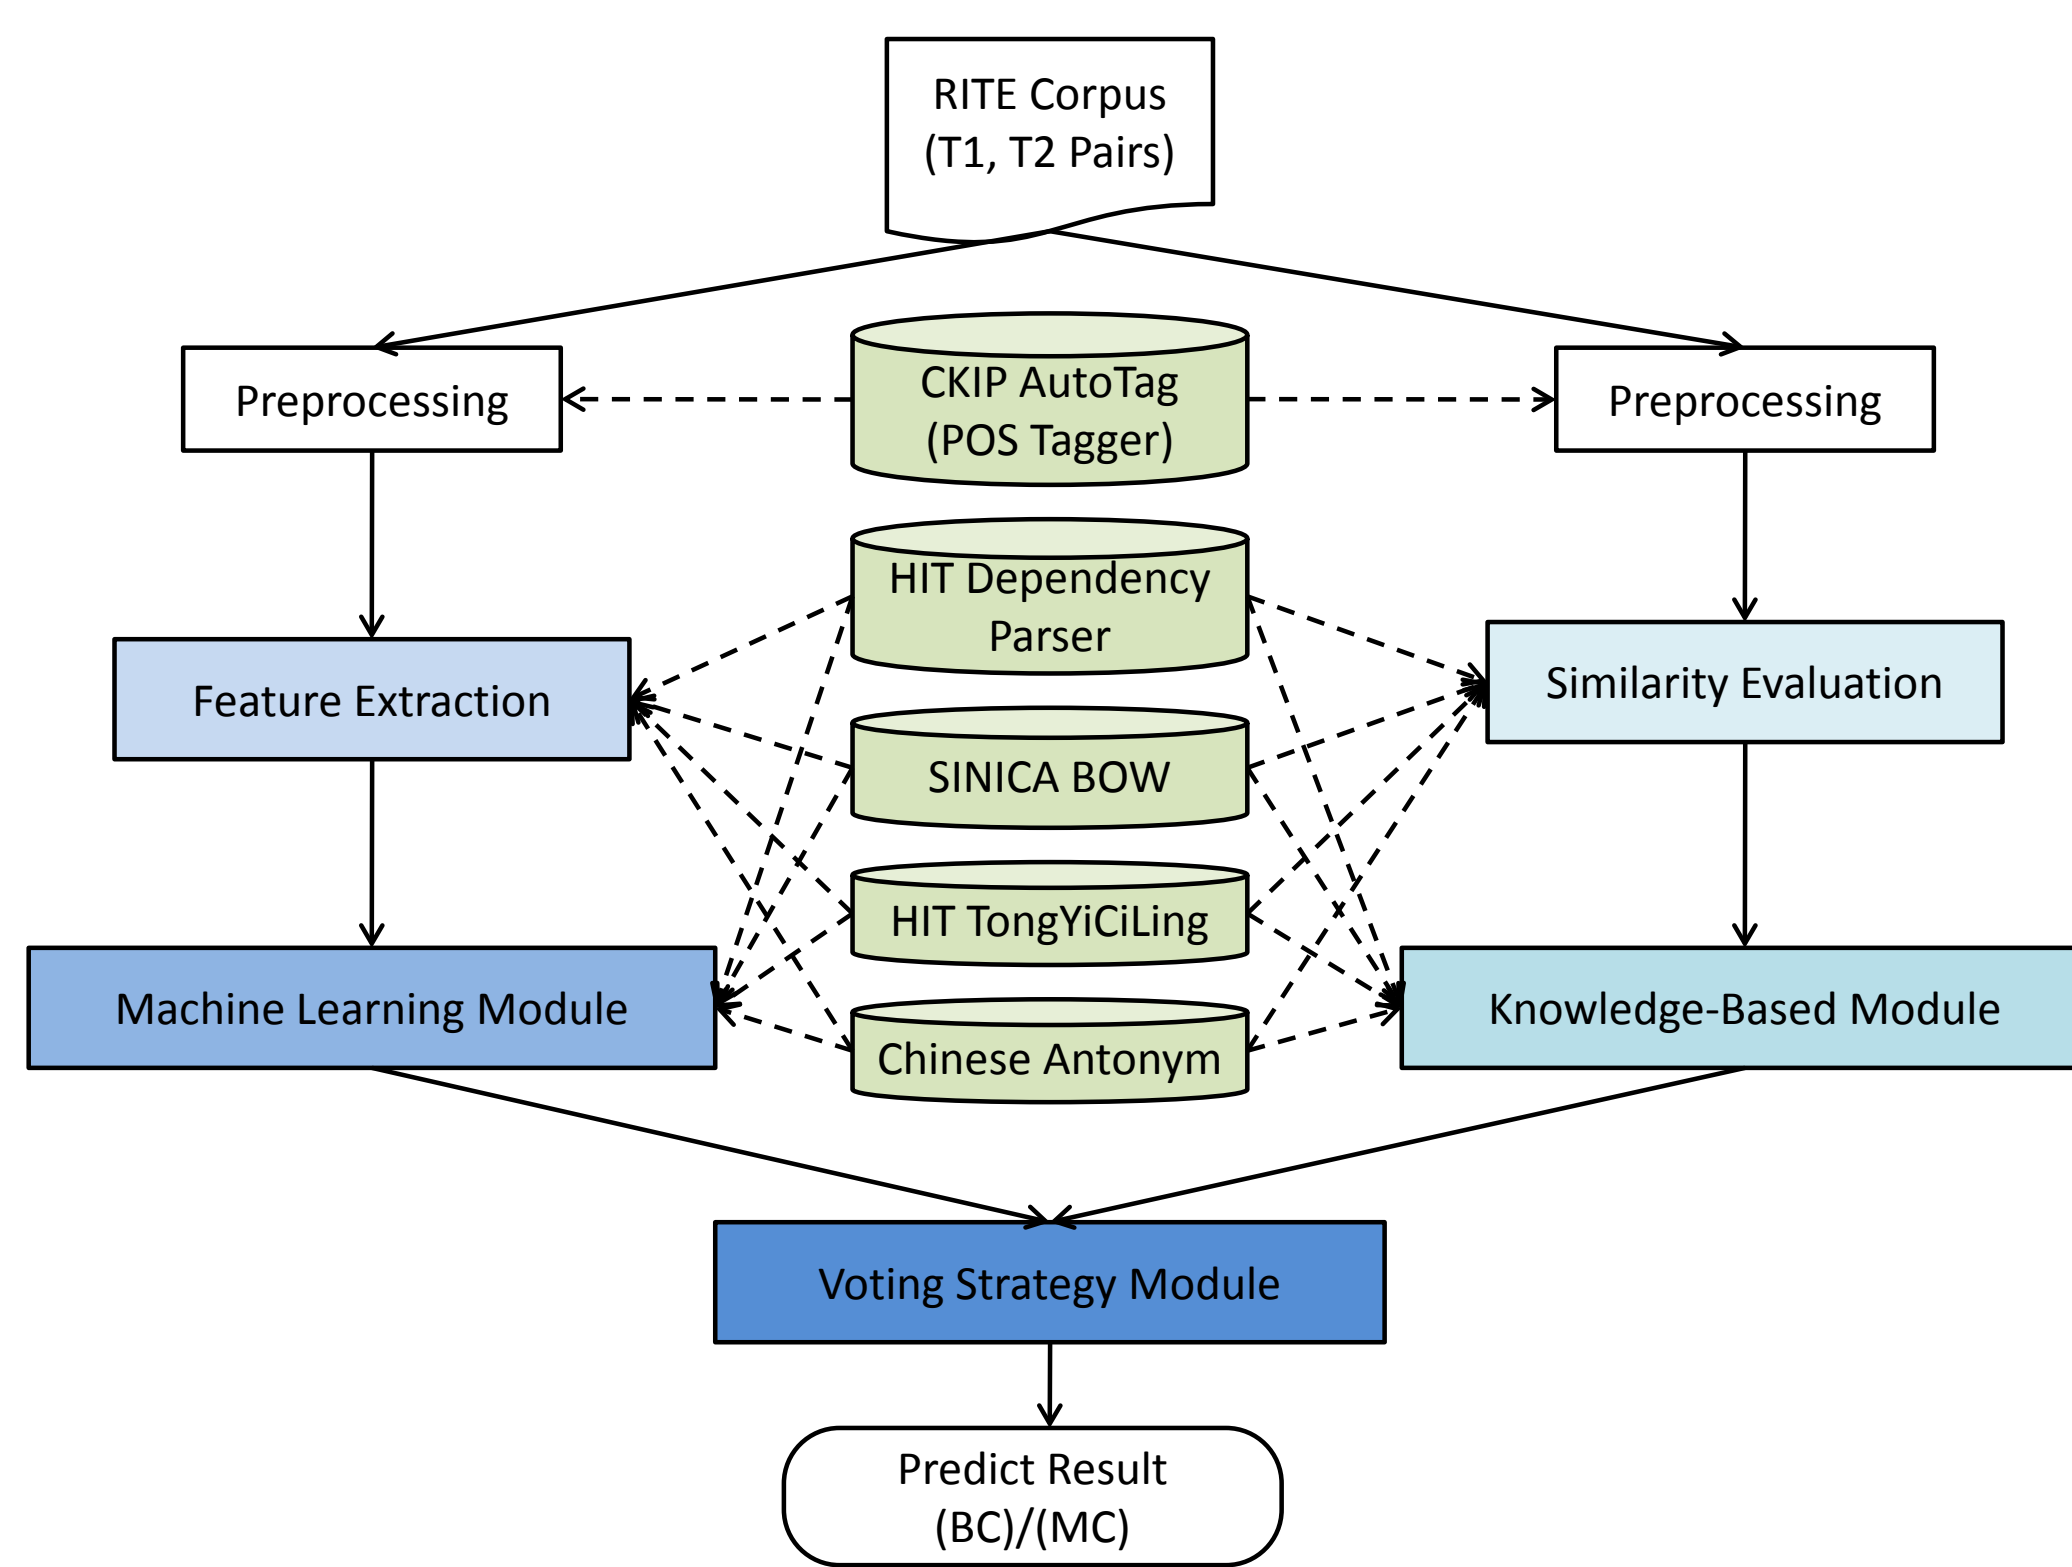 RITE Corpus
(T1, T2 Pairs)
Preprocessing
CKIP AutoTag
(POS Tagger)
Preprocessing
HIT Dependency
Parser
Feature Extraction
Similarity Evaluation
SINICA BOW
HIT TongYiCiLing
Machine Learning Module
Chinese Antonym
Knowledge-Based Module
Voting Strategy Module
Predict Result
(BC)/(MC)